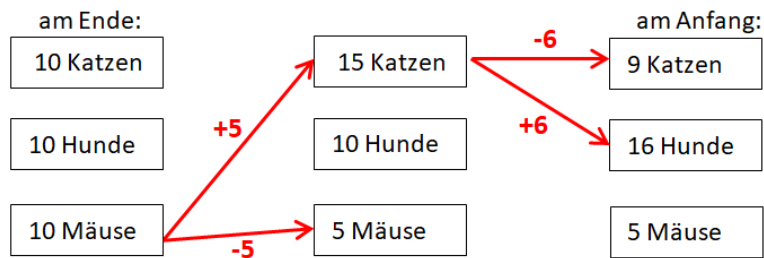 am Ende:
am Anfang:
10 Katzen
15 Katzen
-6
9 Katzen
+5
+6
10 Hunde
10 Hunde
16 Hunde
10 Mäuse
-5
5 Mäuse
5 Mäuse